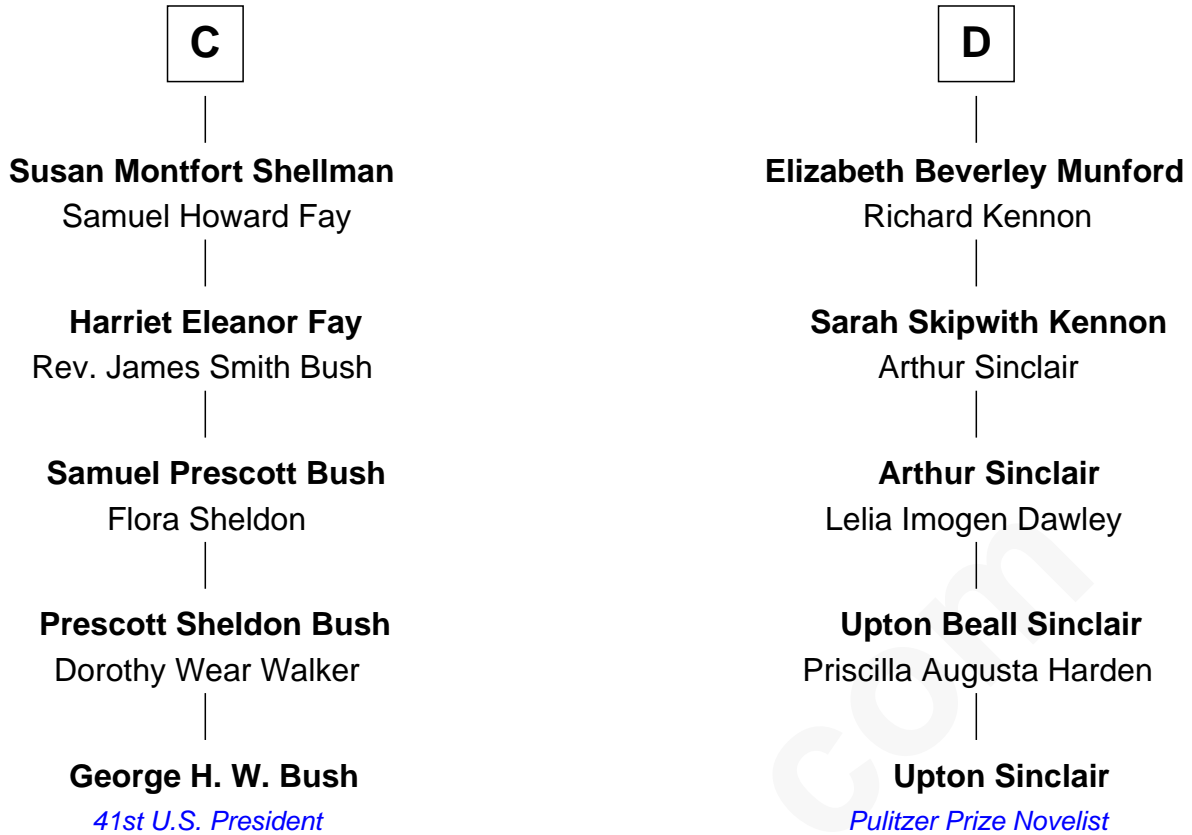 C
Susan Montfort Shellman
Samuel Howard Fay
Harriet Eleanor Fay
Rev. James Smith Bush
Samuel Prescott Bush
Flora Sheldon
Prescott Sheldon Bush
Dorothy Wear Walker
George H. W. Bush
41st U.S. President
D
Elizabeth Beverley Munford
Richard Kennon
Sarah Skipwith Kennon
Arthur Sinclair
Arthur Sinclair
Lelia Imogen Dawley
Upton Beall Sinclair
Priscilla Augusta Harden
Upton Sinclair
Pulitzer Prize Novelist
com